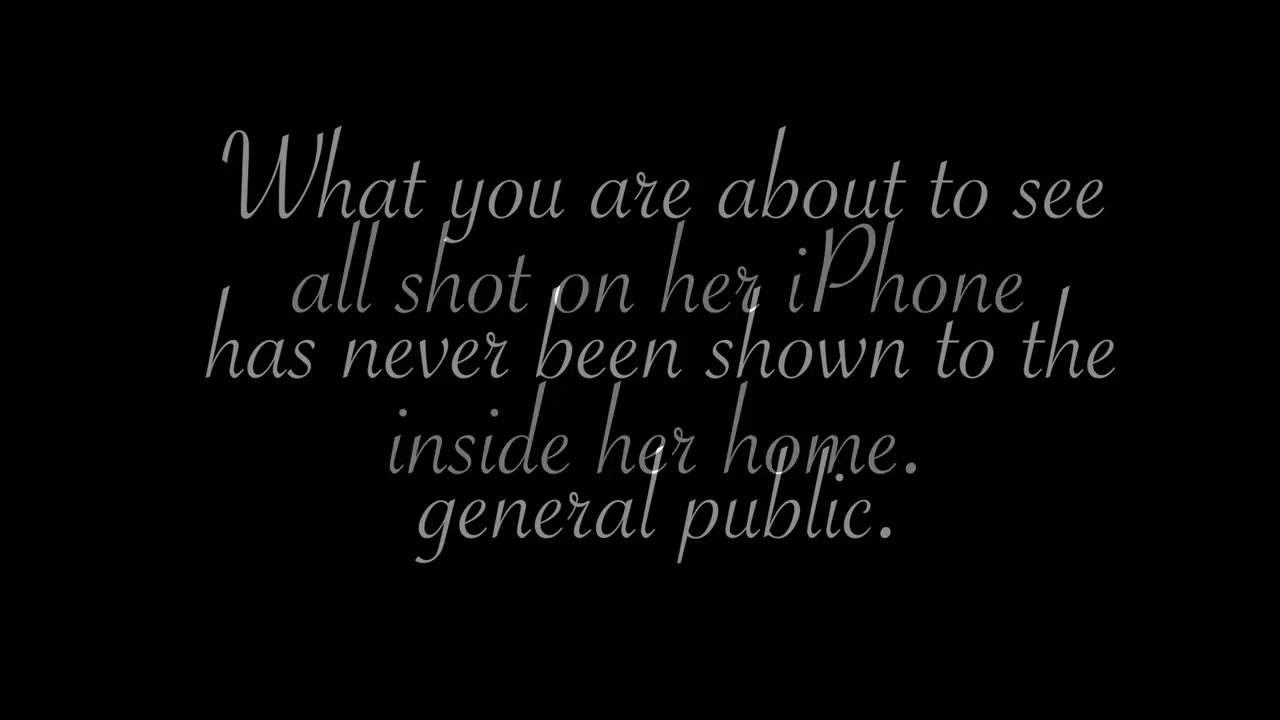 What you are about to see
all shot on her iPhone
has never been shown to the
inside her home.
general public.